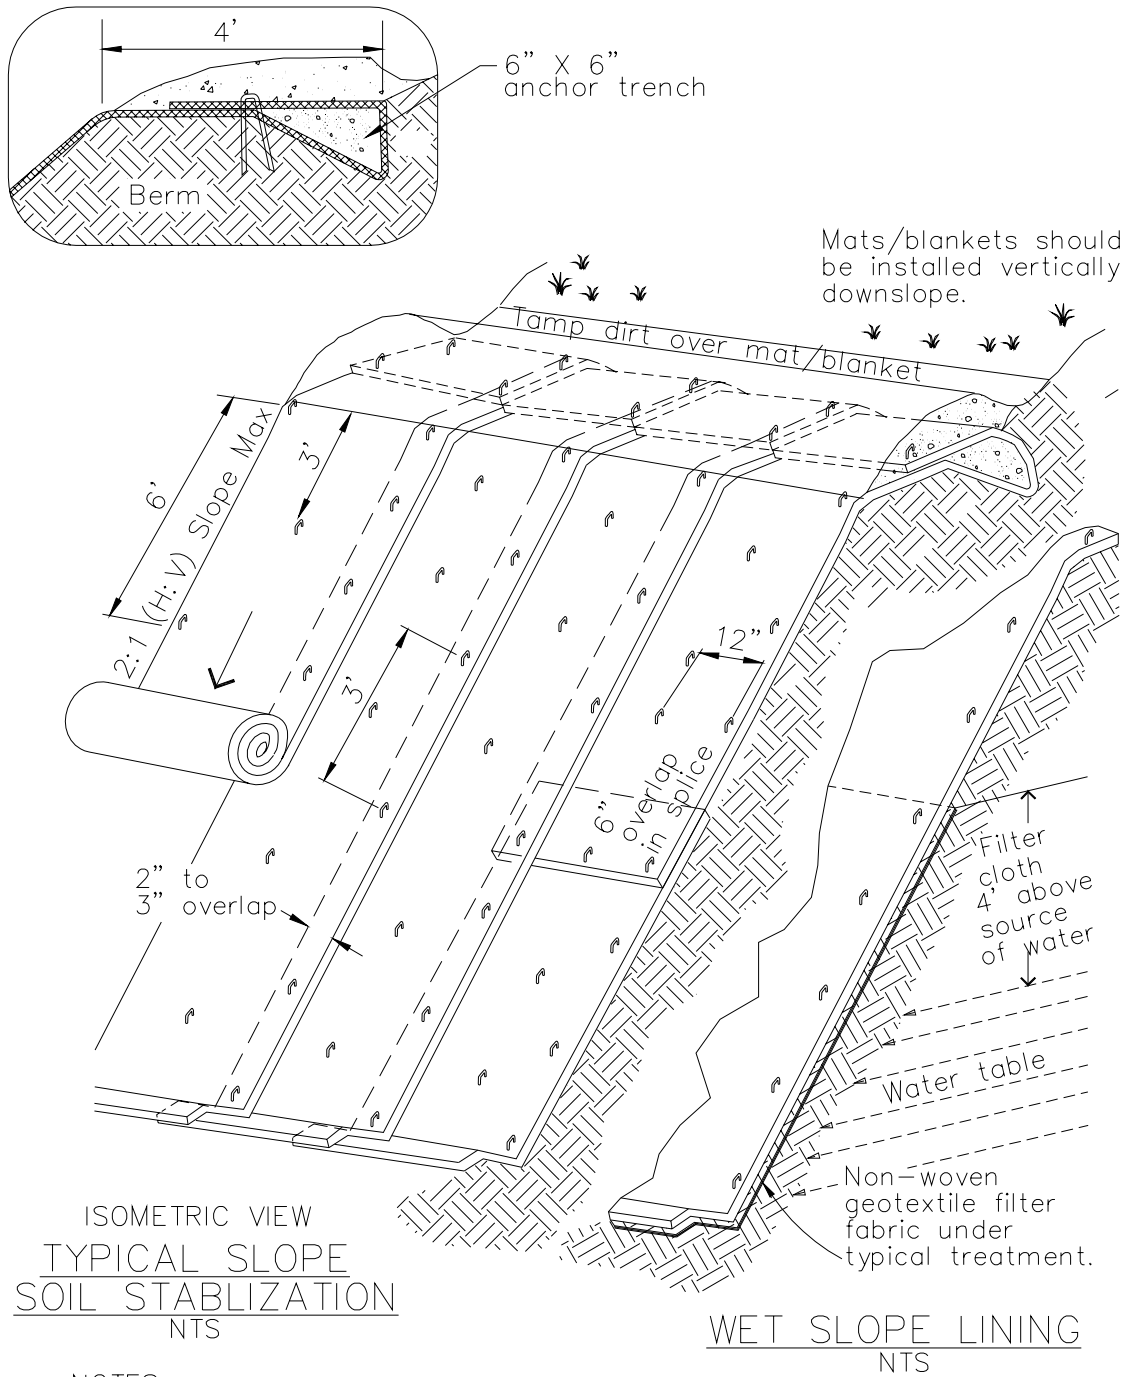 4'
6” X 6”
anchor trench
Berm
Mats/blankets should
be installed vertically
downslope.
Tamp dirt over mat/blanket
6'
2:1 (H:V) Slope Max
3'
3'
12”
6”
overlap
in splice
2” to
3” overlap
Filter
cloth
4' above
source
of water
Water table
Non-woven
geotextile filter
fabric under
typical treatment.
ISOMETRIC VIEW
TYPICAL SLOPE
SOIL STABLIZATION
NTS
WET SLOPE LINING
NTS